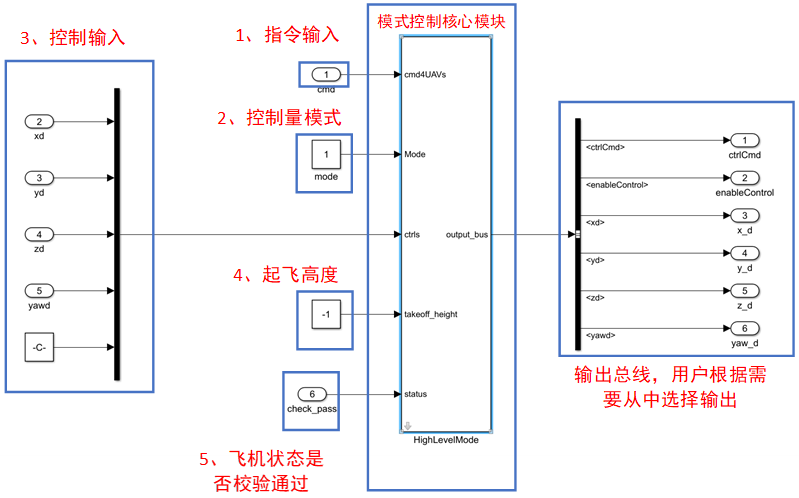 3、控制输入
1、指令输入
模式控制核心模块
1
cmd
cmd4UAVs
2、控制量模式
1
mode
Mode
2
xd
3
yd
4
zd
5
yawd
-C-
ctrls
output_bus
4、起飞高度
-1
takeoff_height
6
check_pass
status
HighLevelMode
5、飞机状态是
否校验通过
<ctrlCmd>
1
ctrlCmd
<enableControl>
2
enableControl
<xd>
3
x_d
<yd>
4
y_d
<zd>
5
z_d
<yawd>
6
yaw_d
输出总线，用户根据需
要从中选择输出